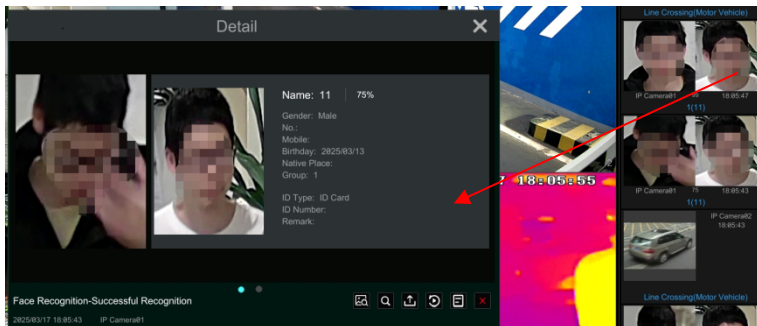 Detail
Name: 11
75%
Gender: Male
No.:
Mobile:
Birthday: 2025/03/13
Native Place:
Group: 1
ID Type: ID Card
ID Number:
Remark:
Face Recognition-Successful Recognition
2025/03/17 18:05:43 IP Camera01
18:05:55
Line Crossing(Motor Vehicle)
IP Camera01
18:05:47
1(11)
IP Camera01 75 18:05:43
1(11)
IP Camera02
18:05:43
Line Crossing(Motor Vehicle)